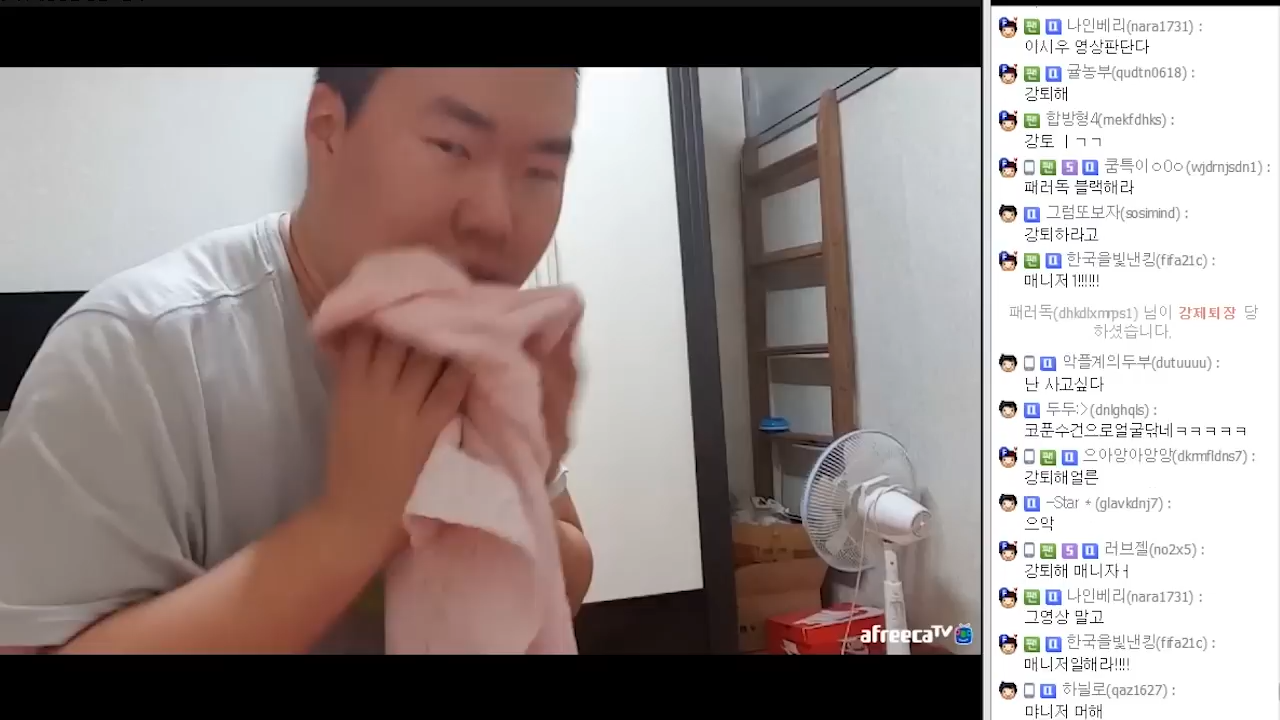 나인베리(nara1731) :
이시우 영상판단다
귤농부(qudtn0618) :
강퇴해
합방형4(mekfdhks) :
강토 ㅣㄱㄱ
쿰특이ㅇ0ㅇ(wjdrnjsdn1) :
패러독 블랙해라
그럼또보자(sosimind) :
강퇴하라고
한국을빛낸킹(fifa21c) :
매니저1!!!!!
패러독(dhkdlxmrps1) 님이 강제퇴장 당
하셨습니다.
악플계의두부(dutuuuu) :
난 사고싶다
두두:>(dnlghqls) :
코푼수건으로얼굴닦네ㅋㅋㅋㅋㅋ
으아앙아앙앙(dkrmfldns7) :
강퇴해얼른
-Star *(glavkdnj7) :
으악
러브젤(no2x5) :
강퇴해 매니자ㅓ
나인베리(nara1731) :
그영상 말고
한국을빛낸킹(fifa21c) :
매니저일해라!!!!
하늴로(qaz1627) :
먀니저 머해
afreecaTV